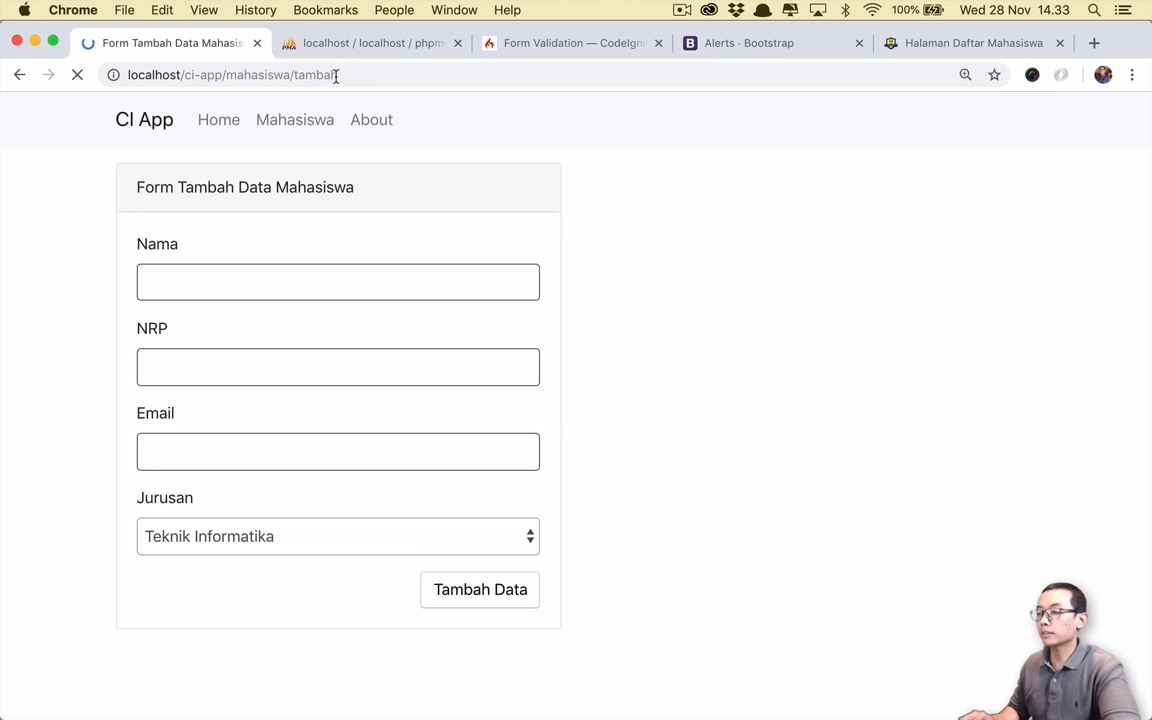 Chrome File Edit View History Bookmarks People Window Help 100% Wed 28 Nov 14.33
Form Tambah Data Mahasis localhost / localhost / phpm Form Validation — CodeIgni Alerts · Bootstrap Halaman Daftar Mahasiswa
localhost/ci-app/mahasiswa/tambah
CI App Home Mahasiswa About
Form Tambah Data Mahasiswa
Nama
NRP
Email
Jurusan
Teknik Informatika
Tambah Data